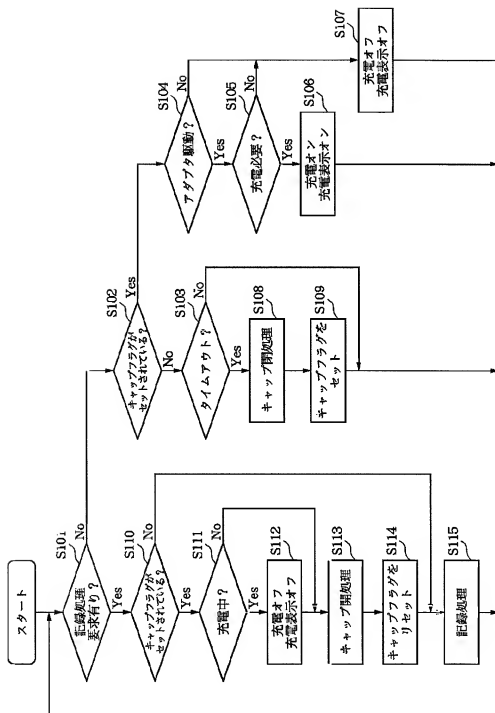 スタート
S101
記録処理
要求有り?
No
Yes
S102
キャップフラグが
セットされている?
Yes
No
S103
タイムアウト?
No
Yes
S104
アダプタ駆動?
No
Yes
S105
充電必要?
No
Yes
S106
充電オン
充電表示オン
S107
充電オフ
充電表示オフ
S108
キャップ閉処理
S109
キャップフラグを
セット
S110
キャップフラグが
セットされている?
No
Yes
S111
充電中?
No
Yes
S112
充電オフ
充電表示オフ
S113
キャップ開処理
S114
キャップフラグを
リセット
S115
記録処理